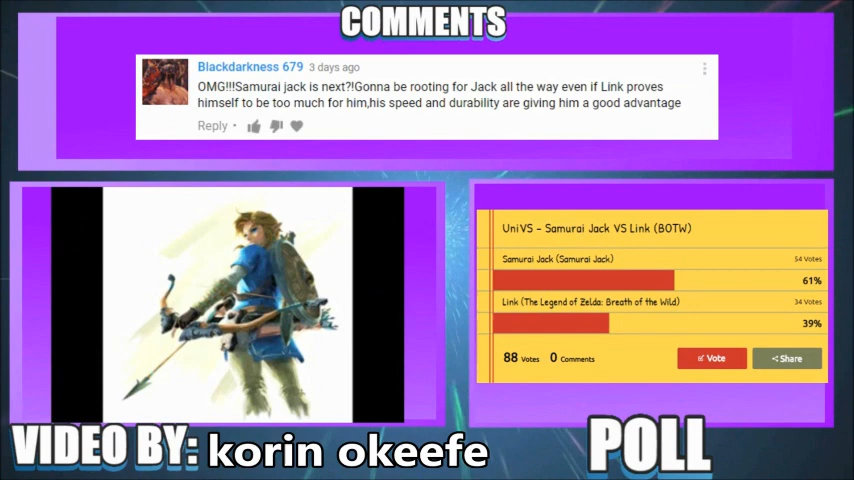 COMMENTS
Blackdarkness 679 3 days ago
OMG!!!Samurai jack is next?!Gonna be rooting for Jack all the way even if Link proves
himself to be too much for him,his speed and durability are giving him a good advantage
Reply
UniVS - Samurai Jack VS Link (BOTW)
Samurai Jack (Samurai Jack) 54 Votes
61%
Link (The Legend of Zelda: Breath of the Wild) 34 Votes
39%
88 Votes 0 Comments
Vote
Share
VIDEO BY: korin okeefe
POLL